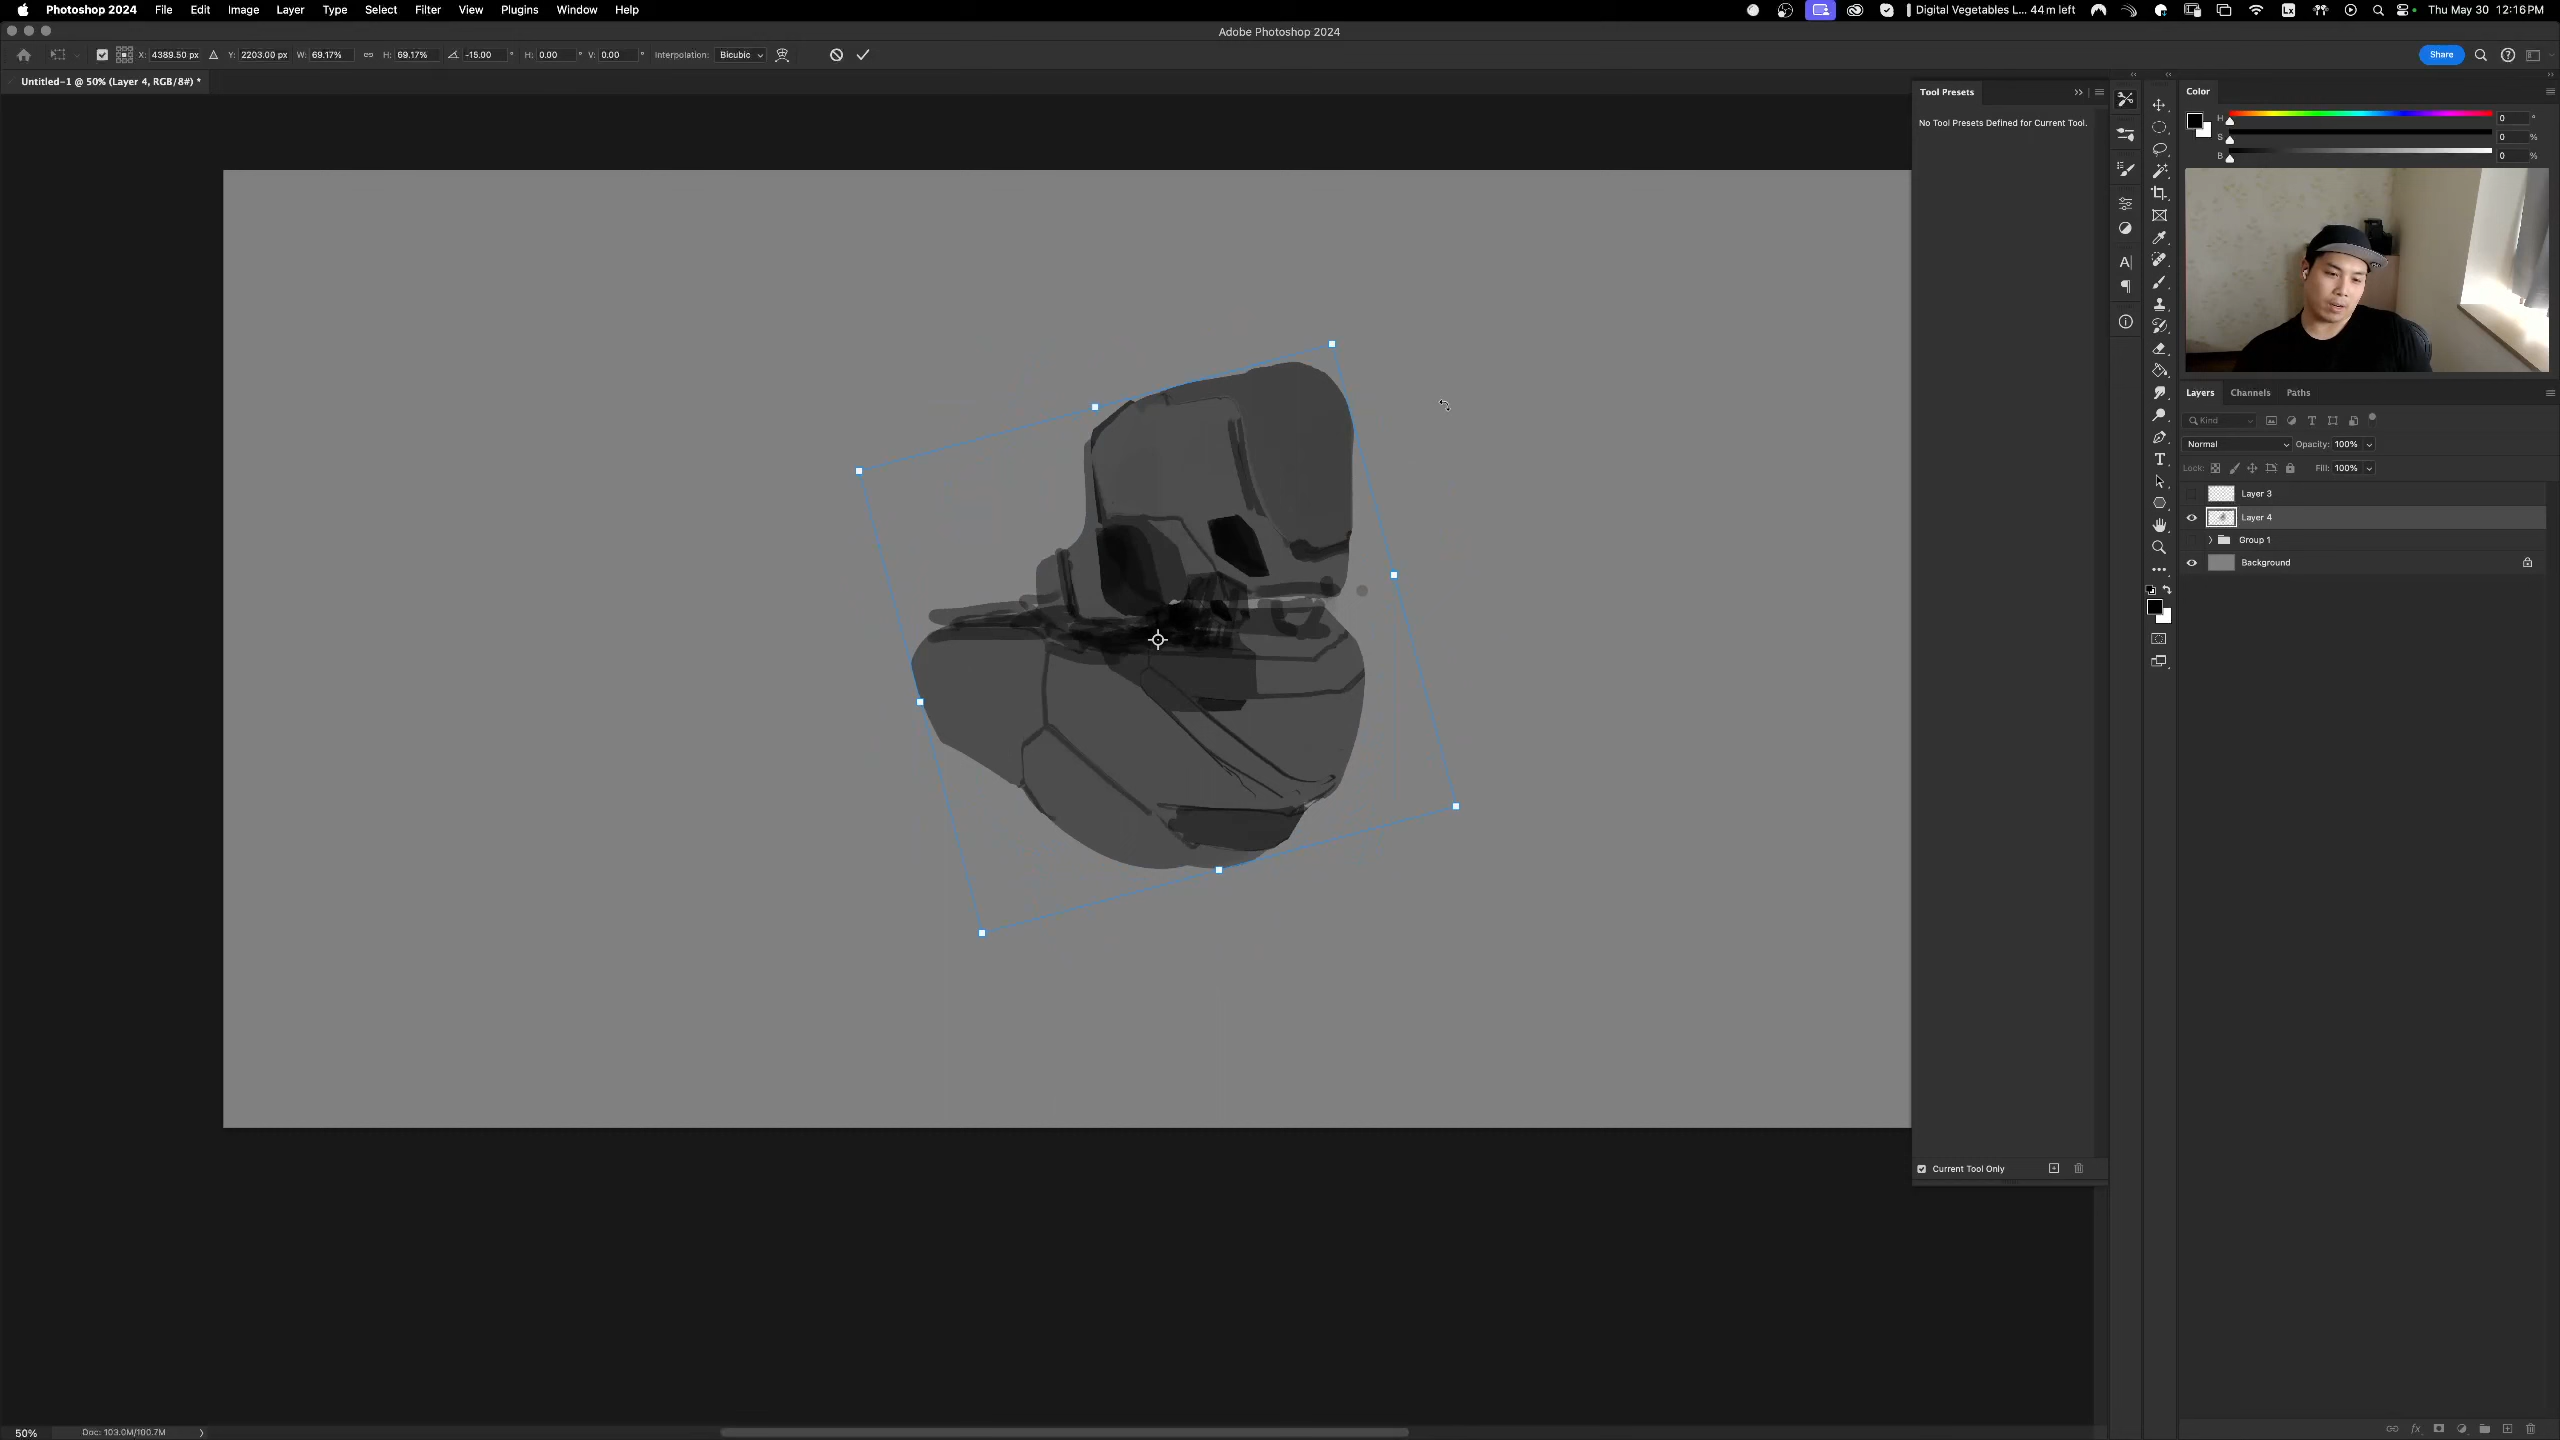 Photoshop 2024 File Edit Image Layer Type Select Filter View Plugins Window Help
Digital Vegetables L... 44 m left
Thu May 30 12:16 PM
Adobe Photoshop 2024
X: 4389.50 px Y: 2203.00 px W: 69.17% H: 69.17% -15.00 ° H: 0.00 ° V: 0.00 ° Interpolation: Bicubic
Share
Untitled-1 @ 50% (Layer 4, RGB/8#) *
Tool Presets
No Tool Presets Defined for Current Tool.
Color
H 0 °
S 0 %
B 0 %
Layers Channels Paths
Kind
Normal Opacity: 100%
Lock: Fill: 100%
Layer 3
Layer 4
Group 1
Background
Current Tool Only
50% Doc: 103.0M/100.7M